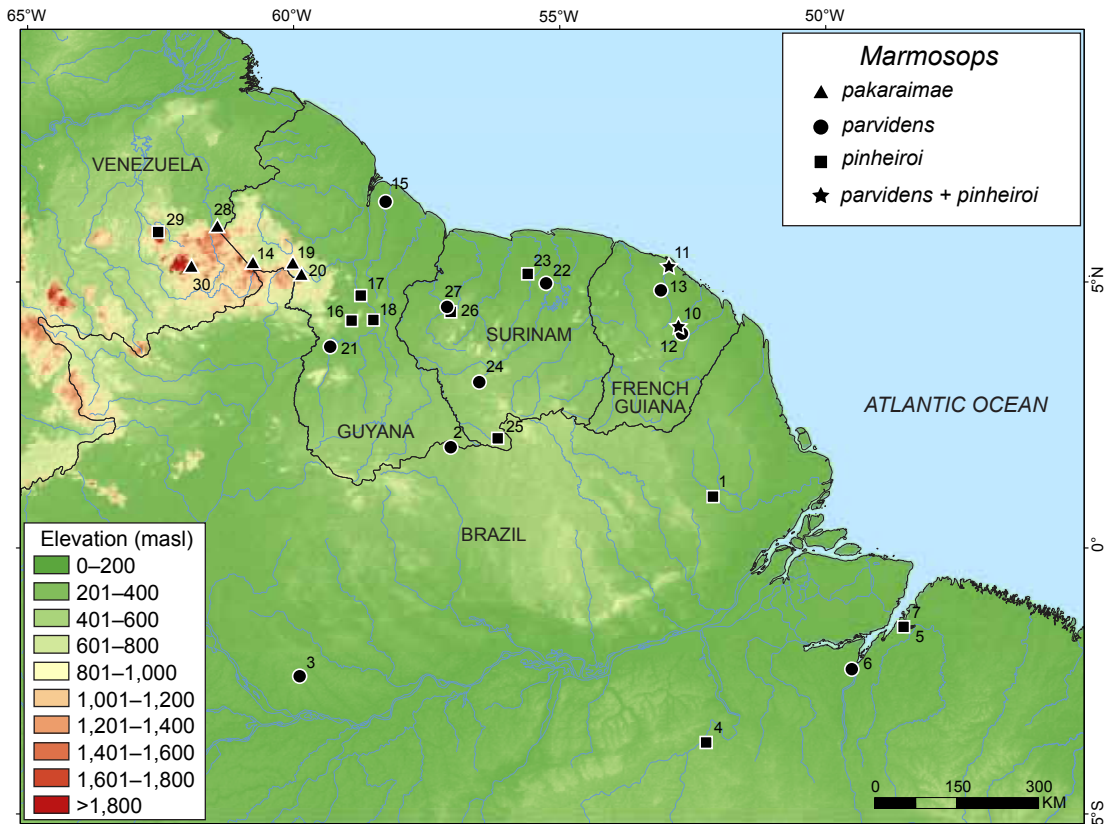 65°W
60°W
55°W
50°W
Marmosops
pakaraimae
parvidens
pinheiroi
parvidens + pinheiroi
VENEZUELA
15
29
28
14
19
20
30
11
23
22
13
5°N
17
27
26
10
16
18
SURINAM
12
21
24
FRENCH
GUIANA
ATLANTIC OCEAN
GUYANA
2
25
1
BRAZIL
0°
Elevation (masl)
0–200
201–400
401–600
601–800
801–1,000
1,001–1,200
1,201–1,400
1,401–1,600
1,601–1,800
>1,800
7
5
3
6
4
0 150 300
KM
5°S